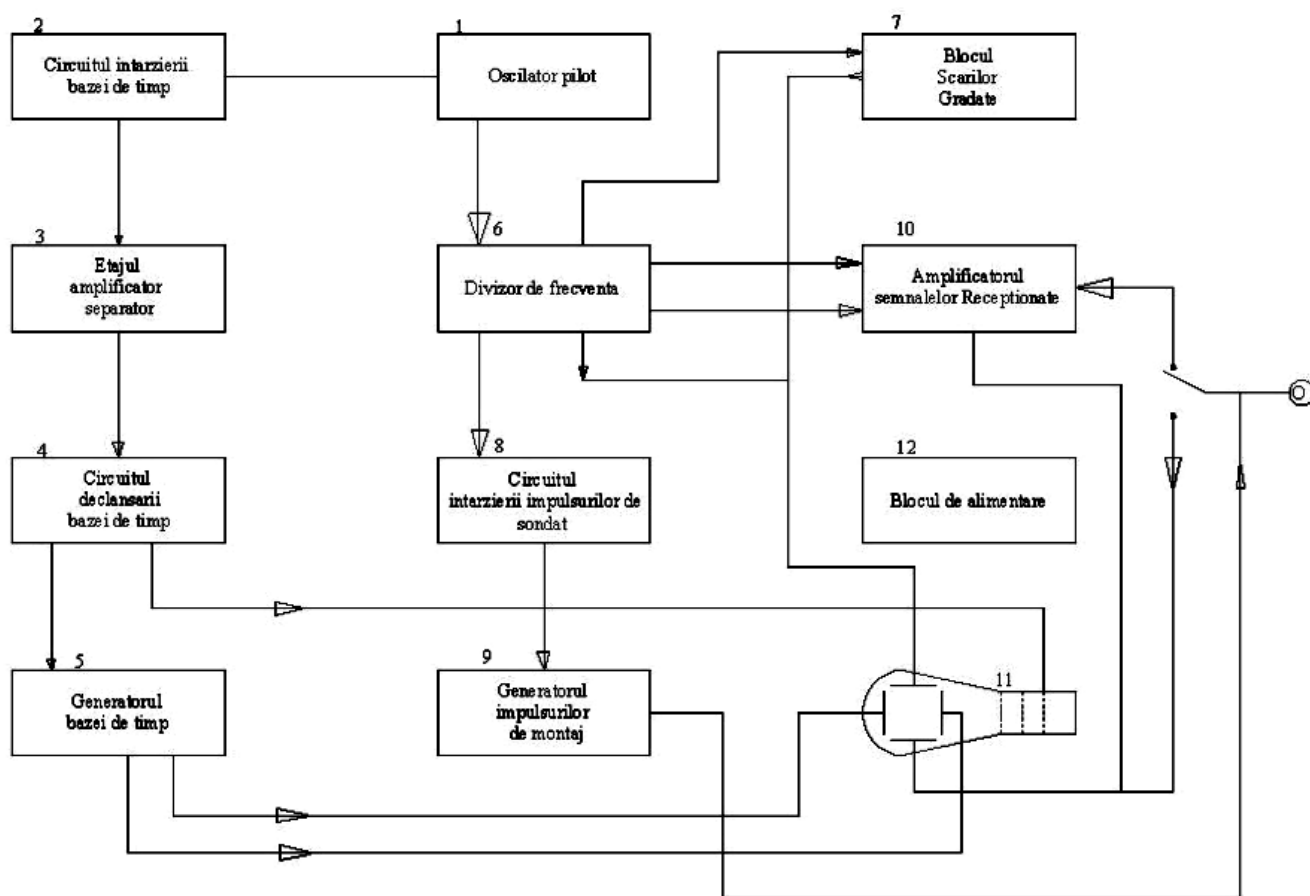 2
Circuitul intarzierii
bazei de timp
1
Oscilator pilot
7
Blocul
Scarilor
Gradate
3
Etajul
amplificator
separator
6
Divizor de frecventa
10
Amplificatorul
semnalelor Receptionate
4
Circuitul
declansarii
bazei de timp
8
Circuitul
intarzierii impulsurilor de
sondat
12
Blocul de alimentare
5
Generatorul
bazei de timp
9
Generatorul
impulsurilor
de montaj
11